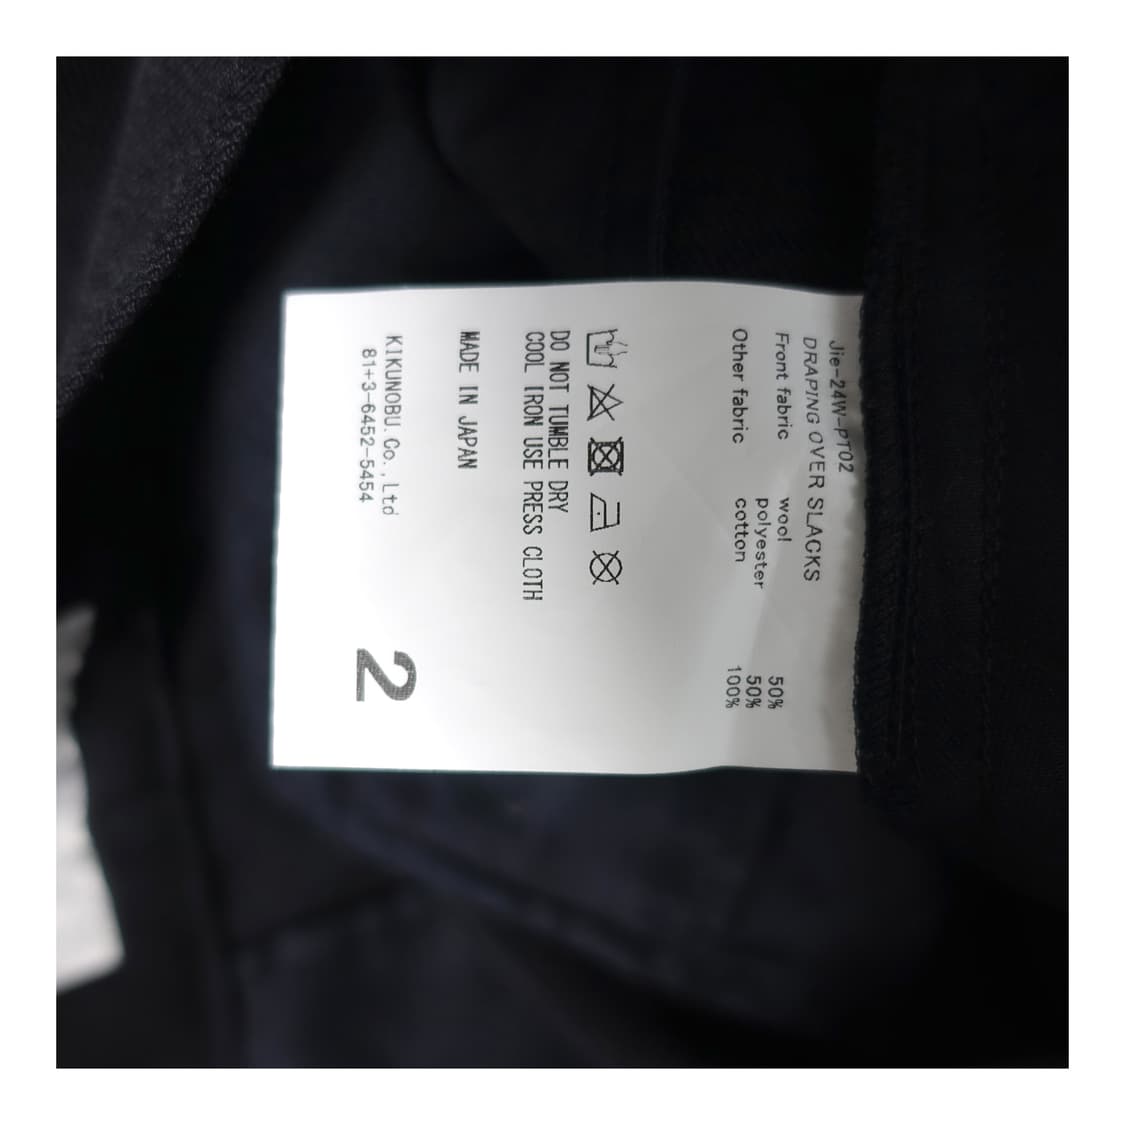 Jie-24W-PT02
DRAPING OVER SLACKS
Front fabric wool 50%
polyester 50%
Other fabric cotton 100%
DO NOT TUMBLE DRY
COOL IRON USE PRESS CLOTH
MADE IN JAPAN
KIKUNOBU.Co.,Ltd
81+3-6452-5454
2